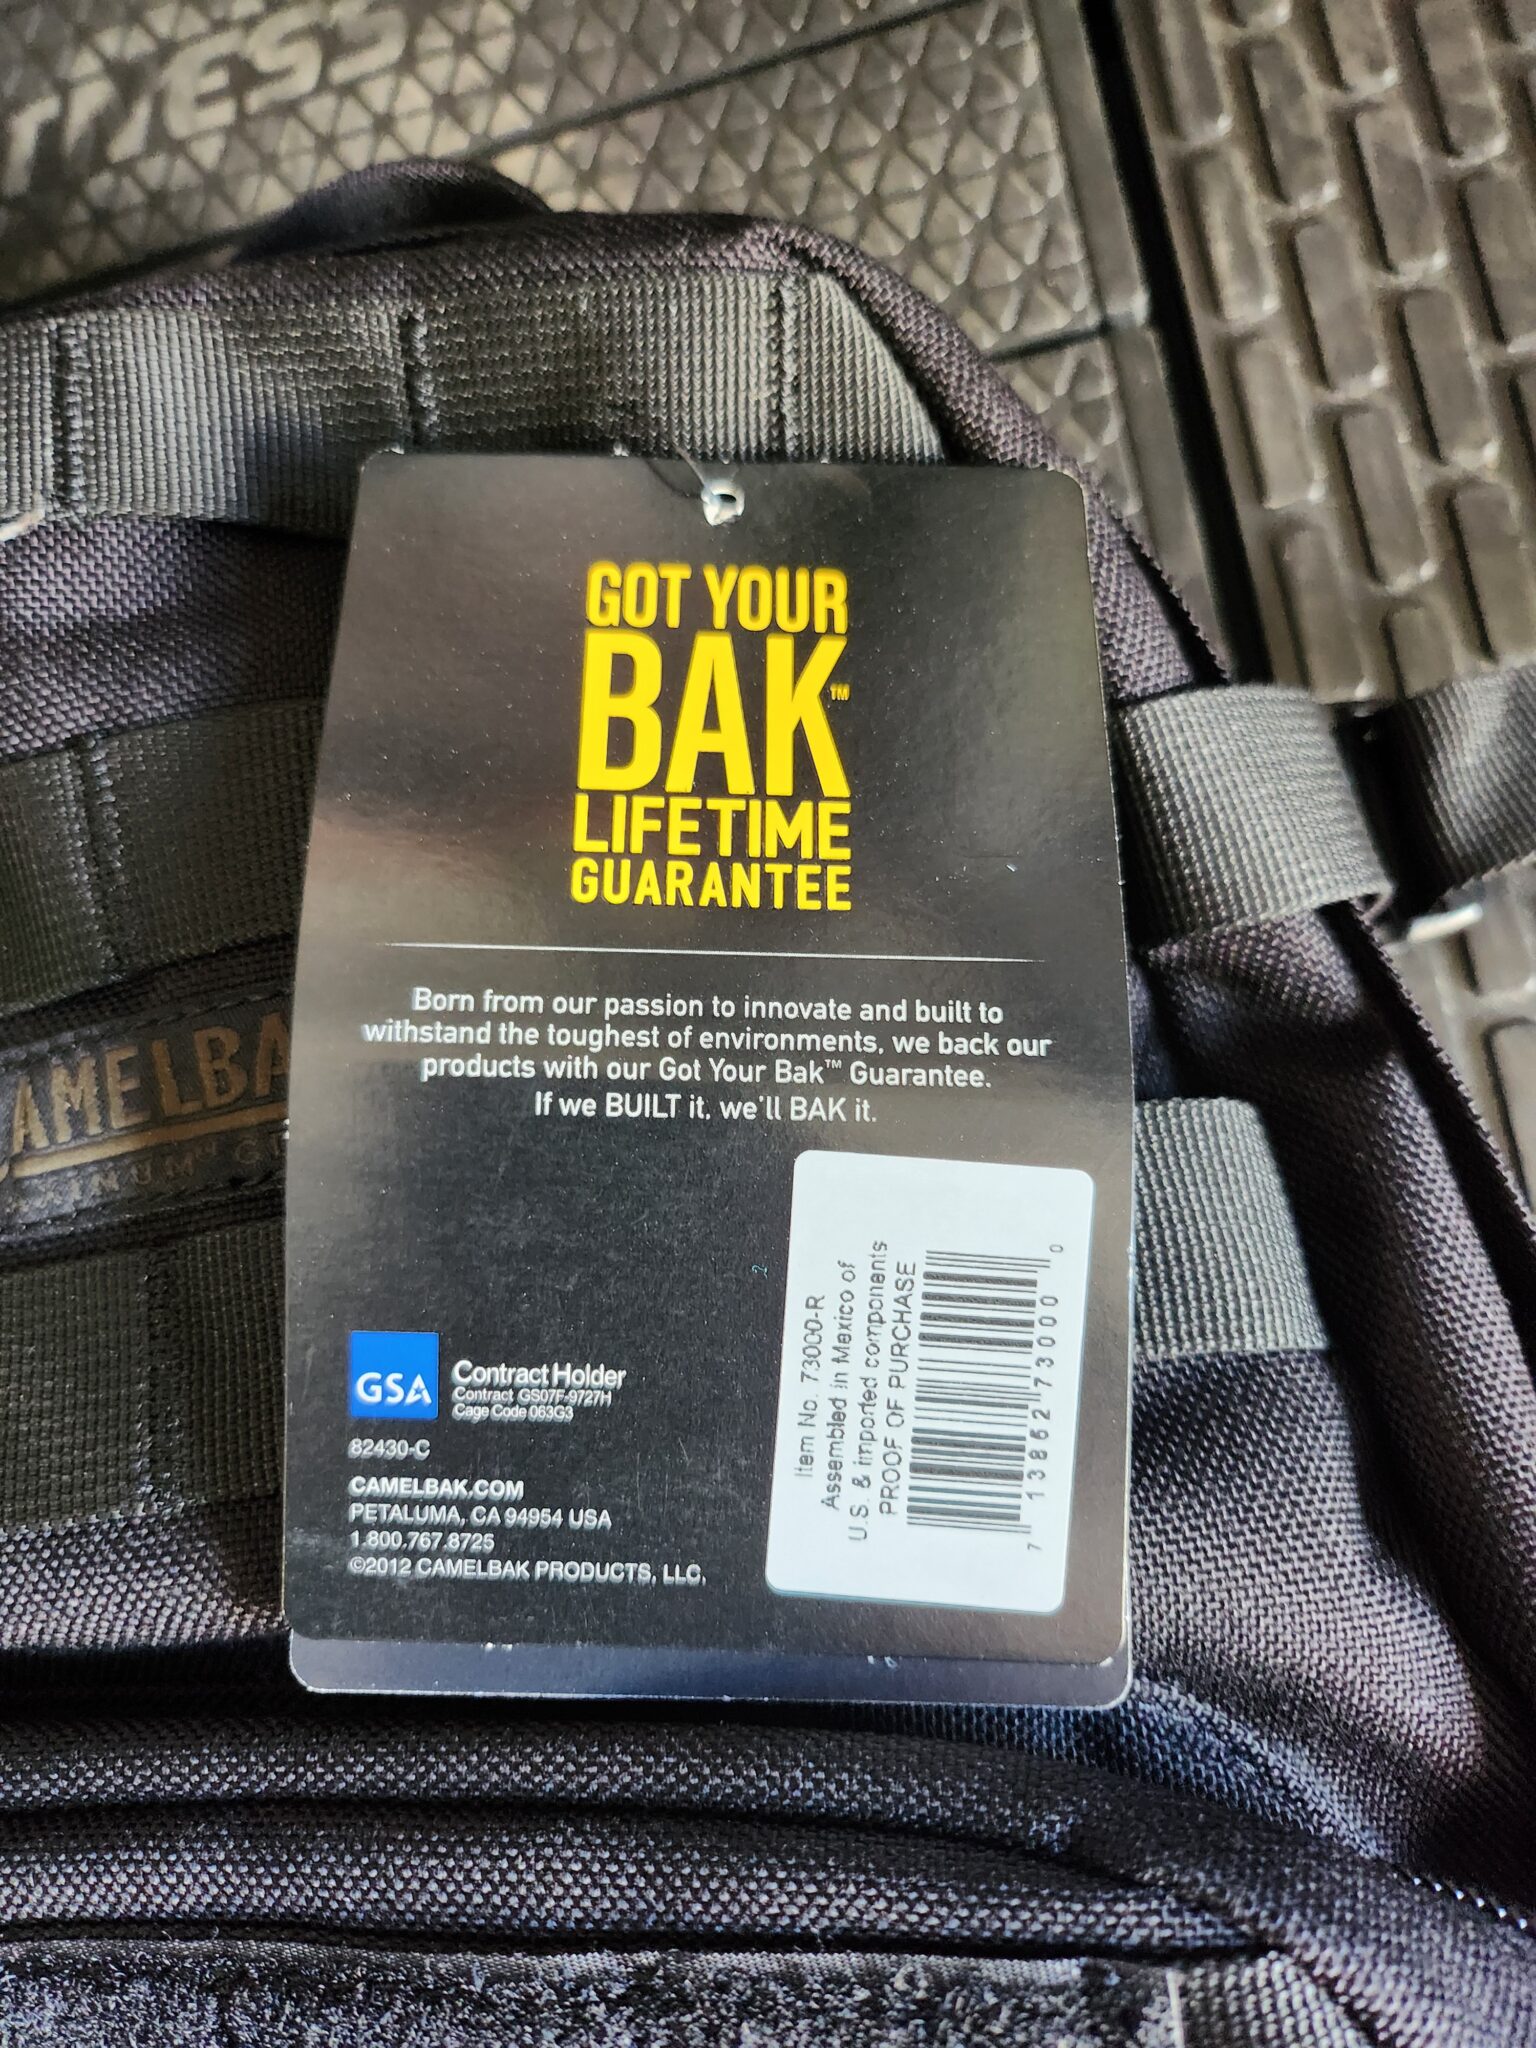 GOT YOUR
BAK™
LIFETIME
GUARANTEE
Born from our passion to innovate and built to
withstand the toughest of environments, we back our
products with our Got Your Bak™ Guarantee.
If we BUILT it, we'll BAK it.
GSA
Contract Holder
Contract GS07F-9727H
Cage Code 063G3
82430-C
CAMELBAK.COM
PETALUMA, CA 94954 USA
1.800.767.8725
©2012 CAMELBAK PRODUCTS, LLC.
Item No. 73000-R
Assembled in Mexico of
U.S. & imported components
PROOF OF PURCHASE
7 13852 73000 0
AMELBA